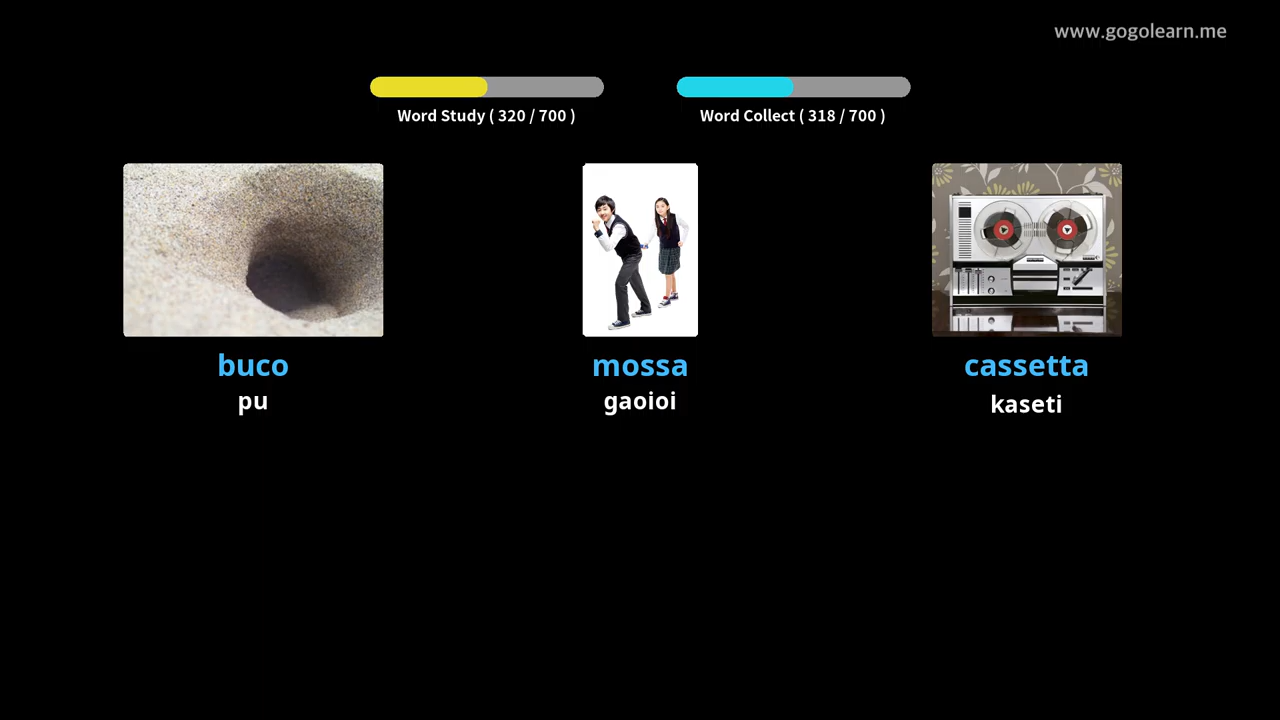 www.gogolearn.me
Word Study ( 320 / 700 )
Word Collect ( 318 / 700 )
buco
mossa
cassetta
pu
gaoioi
kaseti